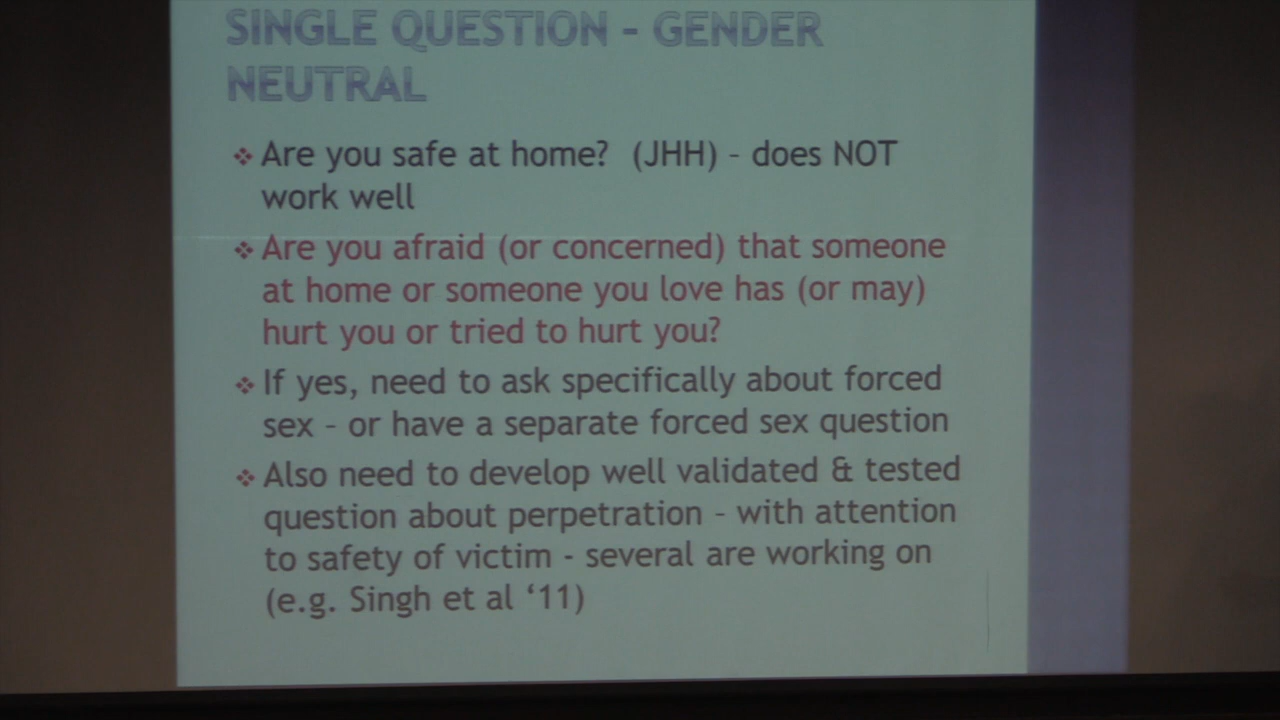 SINGLE QUESTION – GENDER
NEUTRAL
❖ Are you safe at home? (JHH) – does NOT
work well
❖ Are you afraid (or concerned) that someone
at home or someone you love has (or may)
hurt you or tried to hurt you?
❖ If yes, need to ask specifically about forced
sex – or have a separate forced sex question
❖ Also need to develop well validated & tested
question about perpetration – with attention
to safety of victim - several are working on
(e.g. Singh et al ‘11)